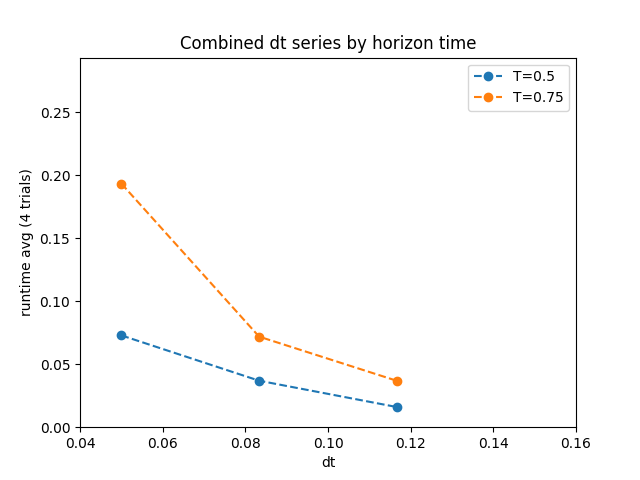 Combined dt series by horizon time
T=0.5
T=0.75
runtime avg (4 trials)
0.25
0.20
0.15
0.10
0.05
0.00
0.04 0.06 0.08 0.10 0.12 0.14 0.16
dt